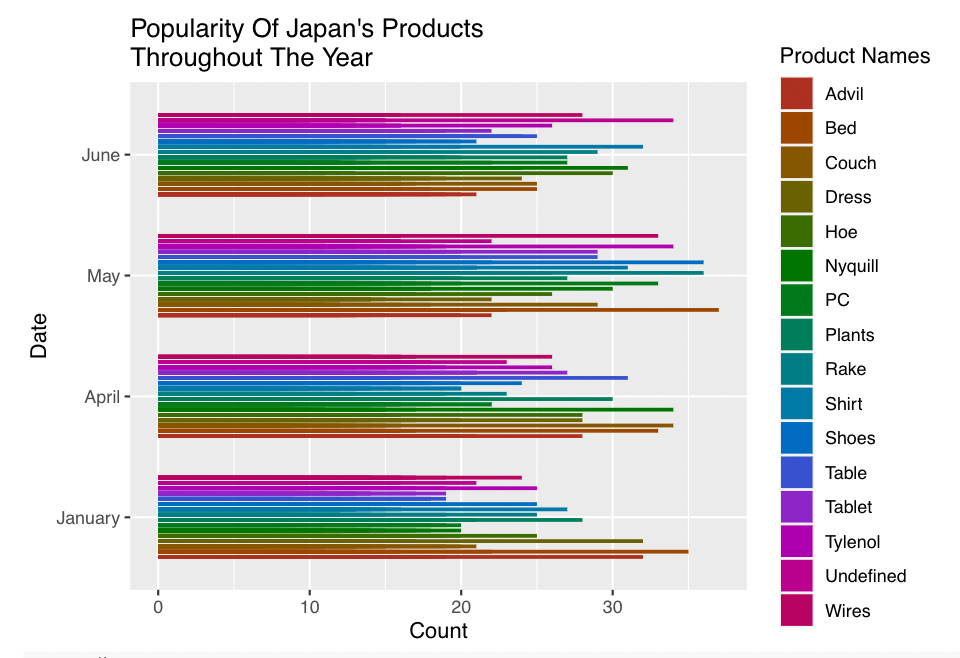 Popularity Of Japan's Products
Throughout The Year
Product Names
Advil
Bed
Couch
Dress
Hoe
Nyquill
PC
Plants
Rake
Shirt
Shoes
Table
Tablet
Tylenol
Undefined
Wires
Date
June
May
April
January
0 10 20 30
Count